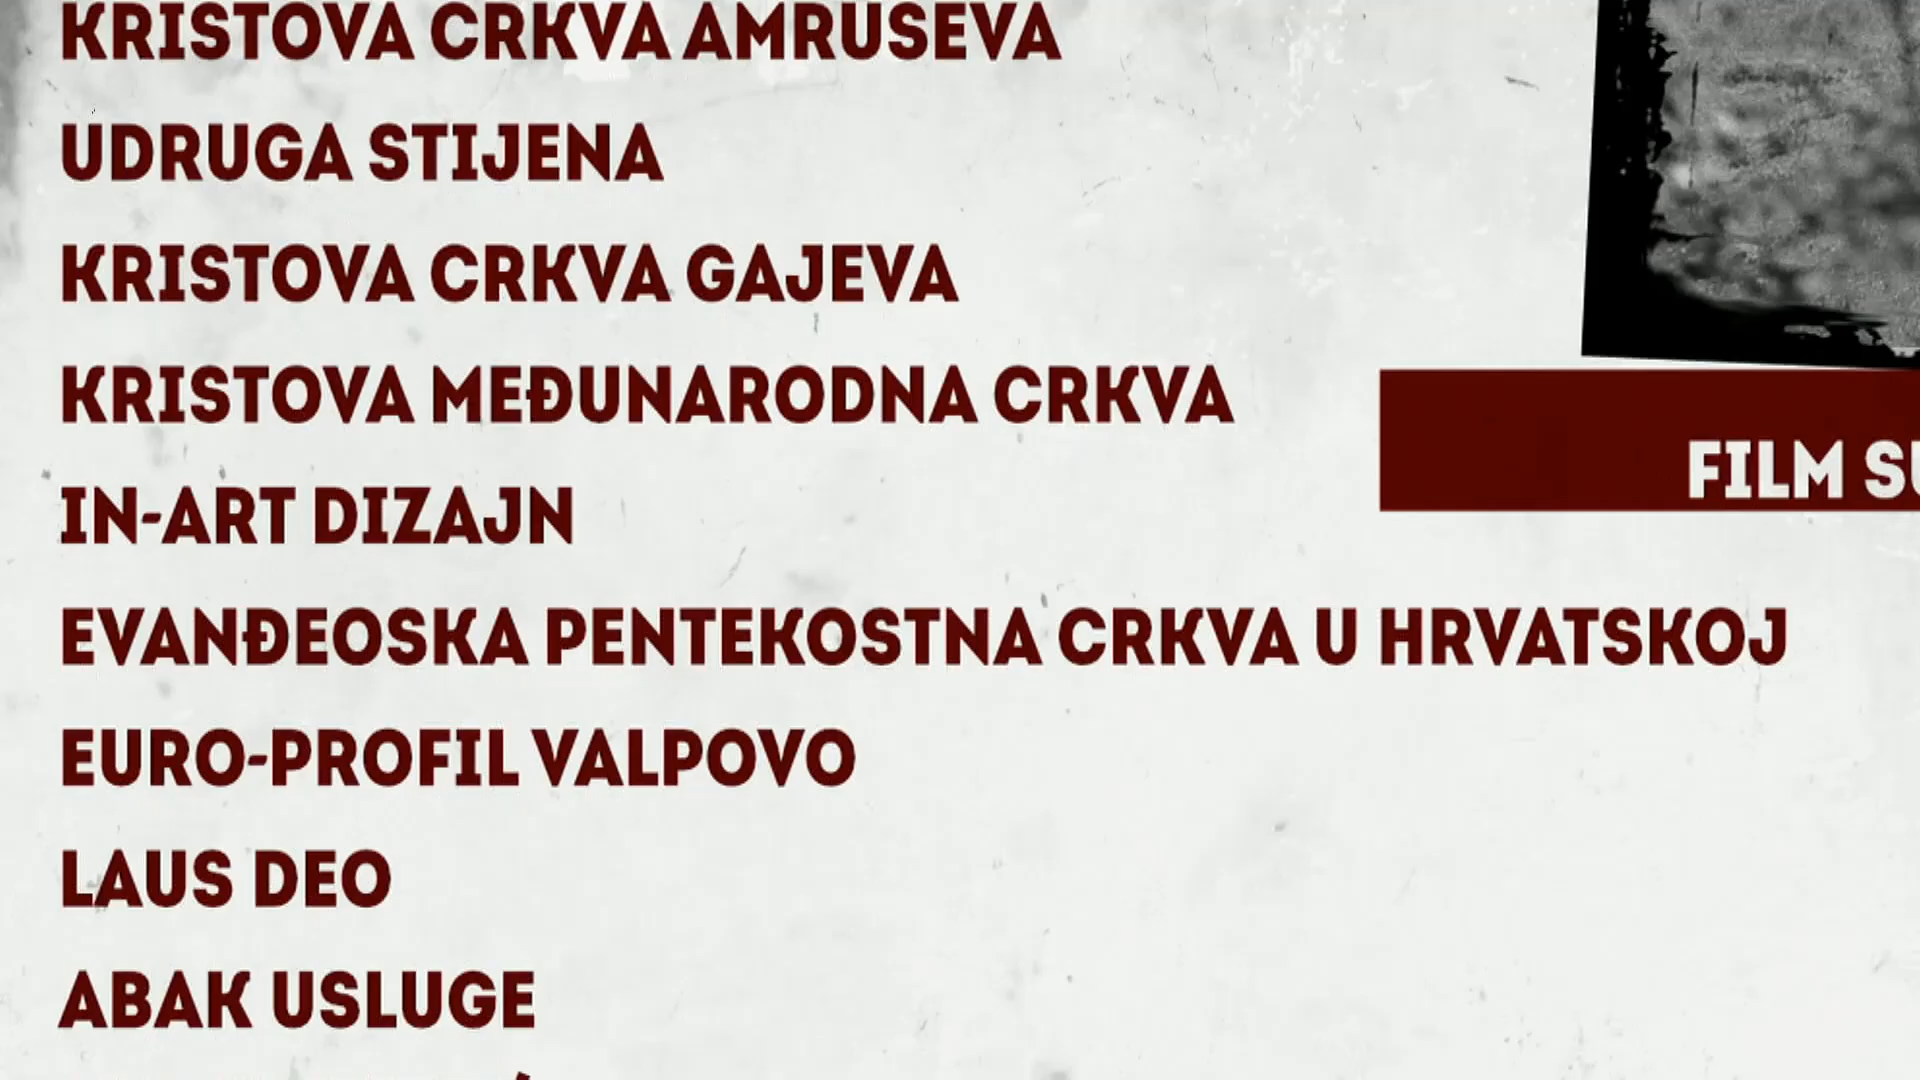 KRISTOVA CRKVA AMRUSEVA
UDRUGA STIJENA
KRISTOVA CRKVA GAJEVA
KRISTOVA MEĐUNARODNA CRKVA
IN-ART DIZAJN
EVANĐEOSKA PENTEKOSTNA CRKVA U HRVATSKOJ
EURO-PROFIL VALPOVO
LAUS DEO
ABAK USLUGE
FILM